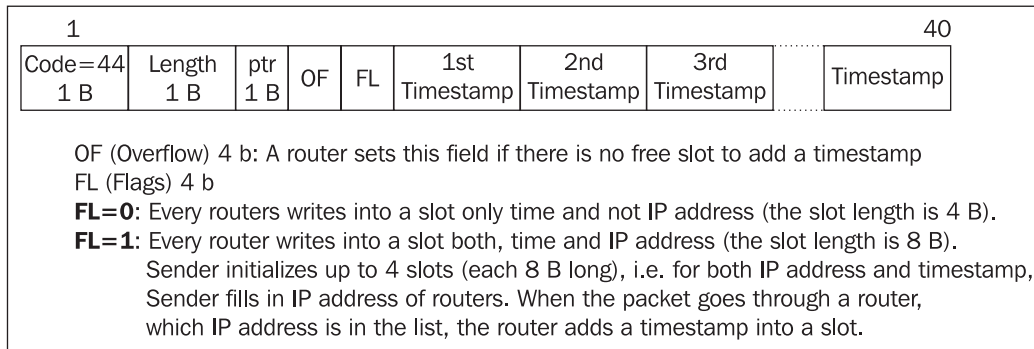 1 40
Code=44 Length ptr OF FL 1st 2nd 3rd Timestamp
1 B 1 B 1 B Timestamp Timestamp Timestamp
OF (Overflow) 4 b: A router sets this field if there is no free slot to add a timestamp
FL (Flags) 4 b
FL=0: Every routers writes into a slot only time and not IP address (the slot length is 4 B).
FL=1: Every router writes into a slot both, time and IP address (the slot length is 8 B).
Sender initializes up to 4 slots (each 8 B long), i.e. for both IP address and timestamp,
Sender fills in IP address of routers. When the packet goes through a router,
which IP address is in the list, the router adds a timestamp into a slot.